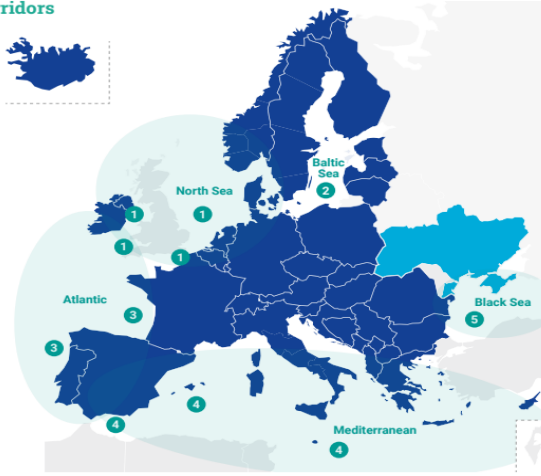 ridors
Baltic
Sea
2
North Sea
1
1
1
1
Atlantic
3
3
Black Sea
5
4
4
Mediterranean
4